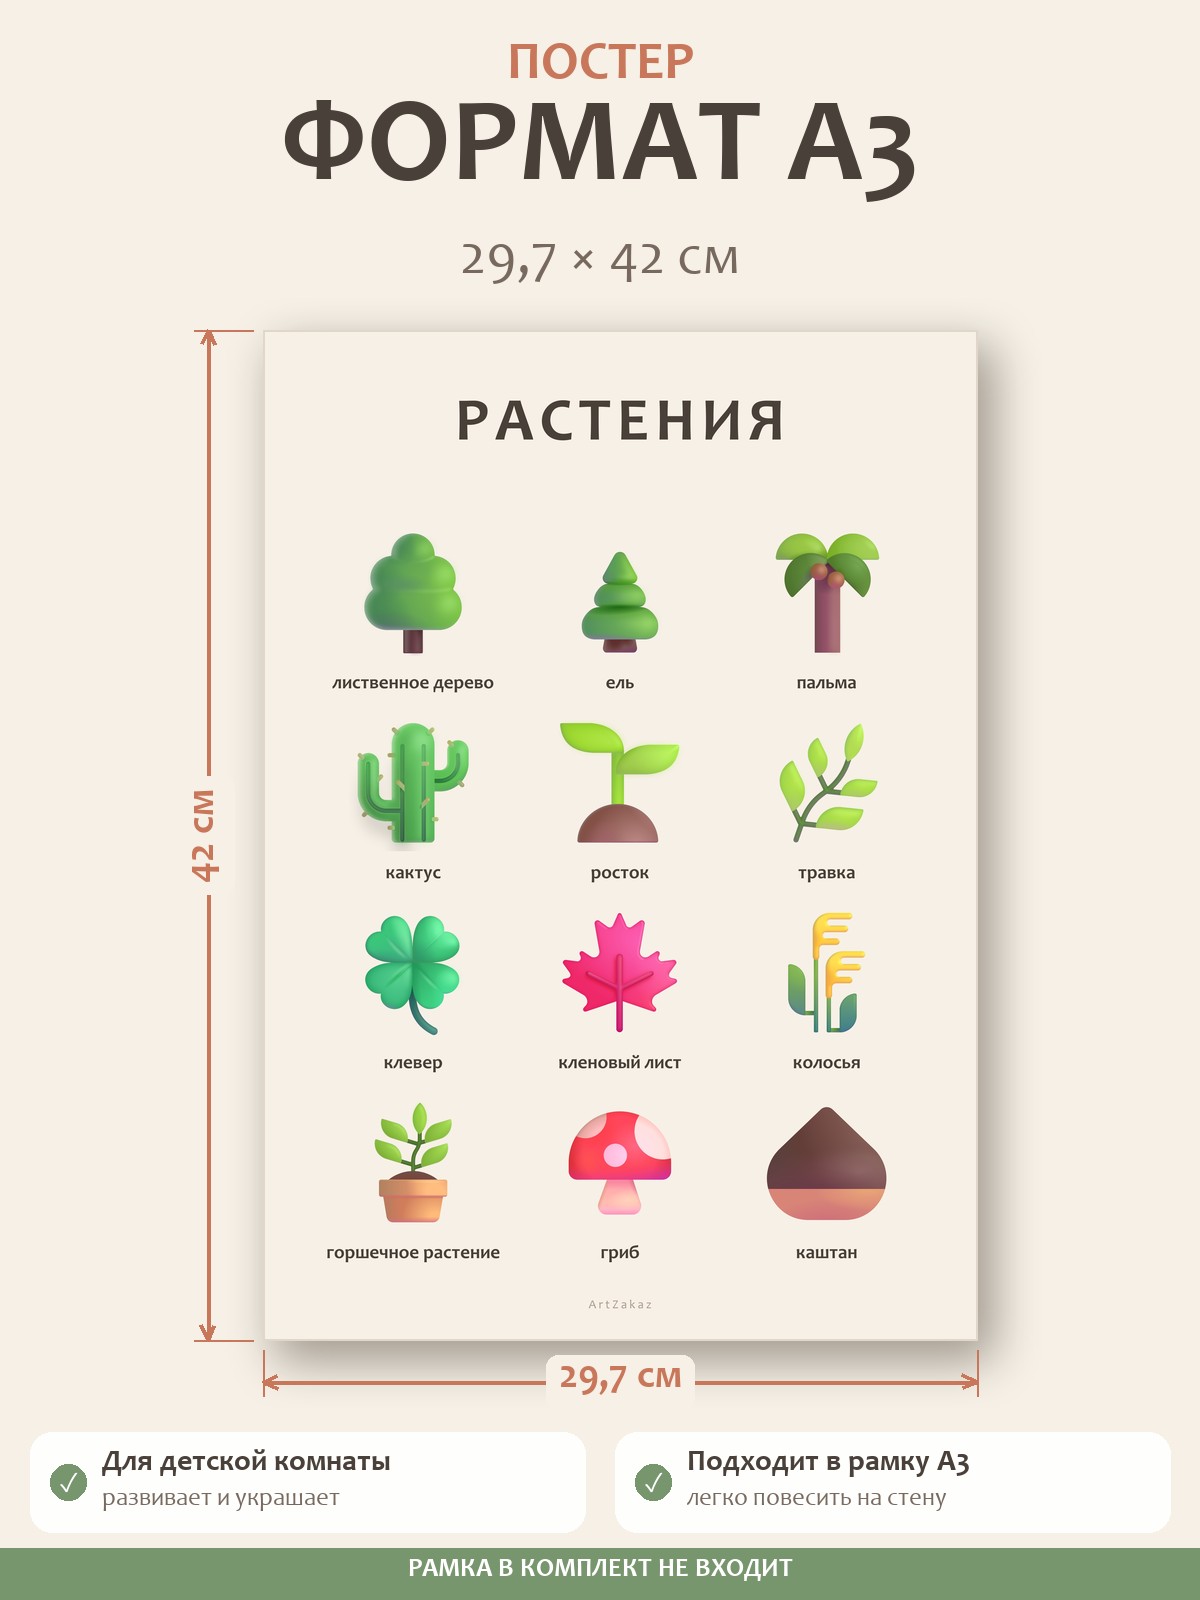 ПОСТЕР
ФОРМАТ А3
29,7 × 42 см
РАСТЕНИЯ
лиственное дерево
ель
пальма
кактус
росток
травка
42 см
клевер
кленовый лист
колосья
горшечное растение
гриб
каштан
ArtZakaz
29,7 см
Для детской комнаты
развивает и украшает
Подходит в рамку А3
легко повесить на стену
РАМКА В КОМПЛЕКТ НЕ ВХОДИТ